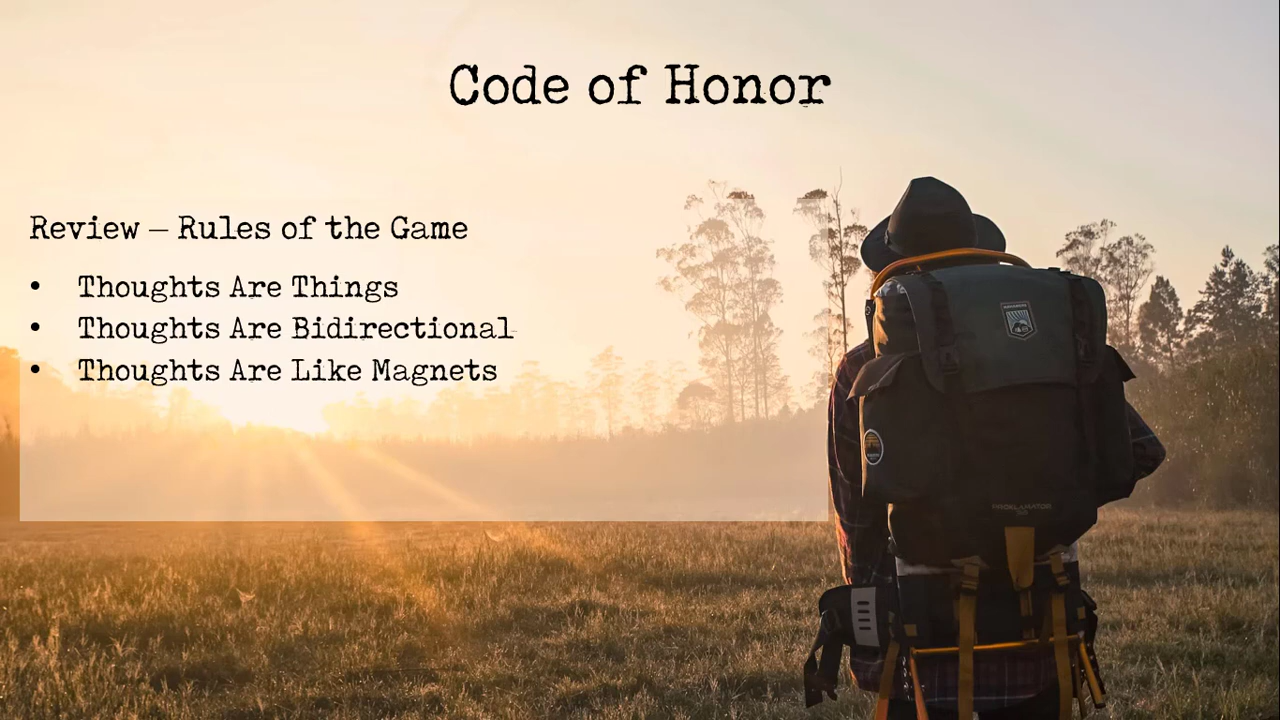 Code of Honor
Review – Rules of the Game
• Thoughts Are Things
• Thoughts Are Bidirectional
• Thoughts Are Like Magnets